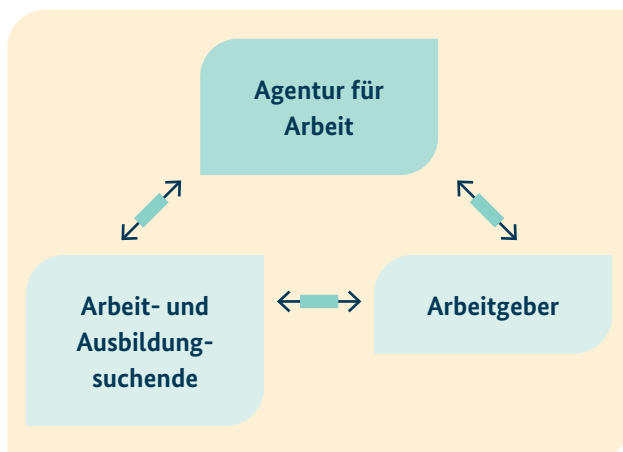 Agentur für
Arbeit
Arbeit- und
Ausbildung-
suchende
Arbeitgeber